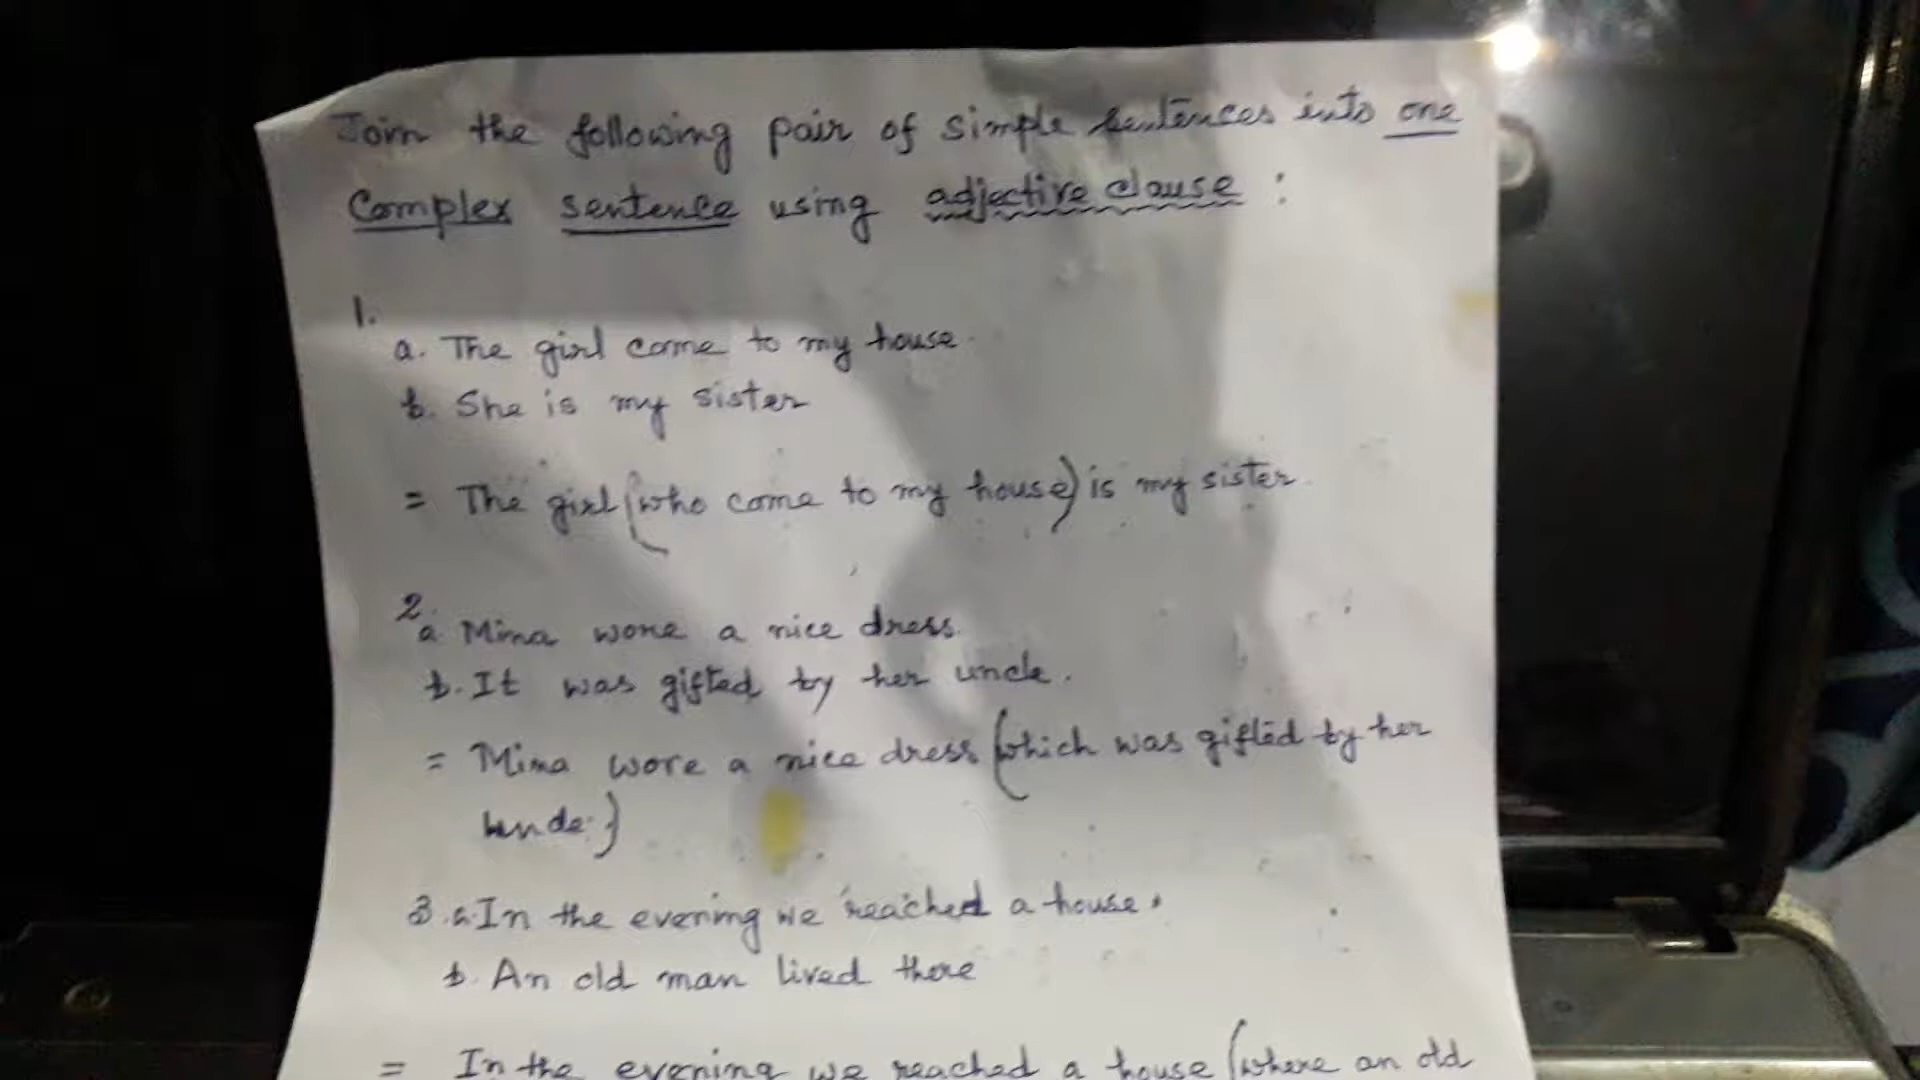 Join the following pair of simple sentences into one
Complex sentence using adjective clause :
1.
a. The girl came to my house.
b. She is my sister
= The girl (who came to my house) is my sister.
2.
a. Mina wore a nice dress.
b. It was gifted by her uncle.
= Mina wore a nice dress (which was gifted by her
3. a. In the evening we reached a house.
b. An old man lived there
= In the evening we reached a house (where an old